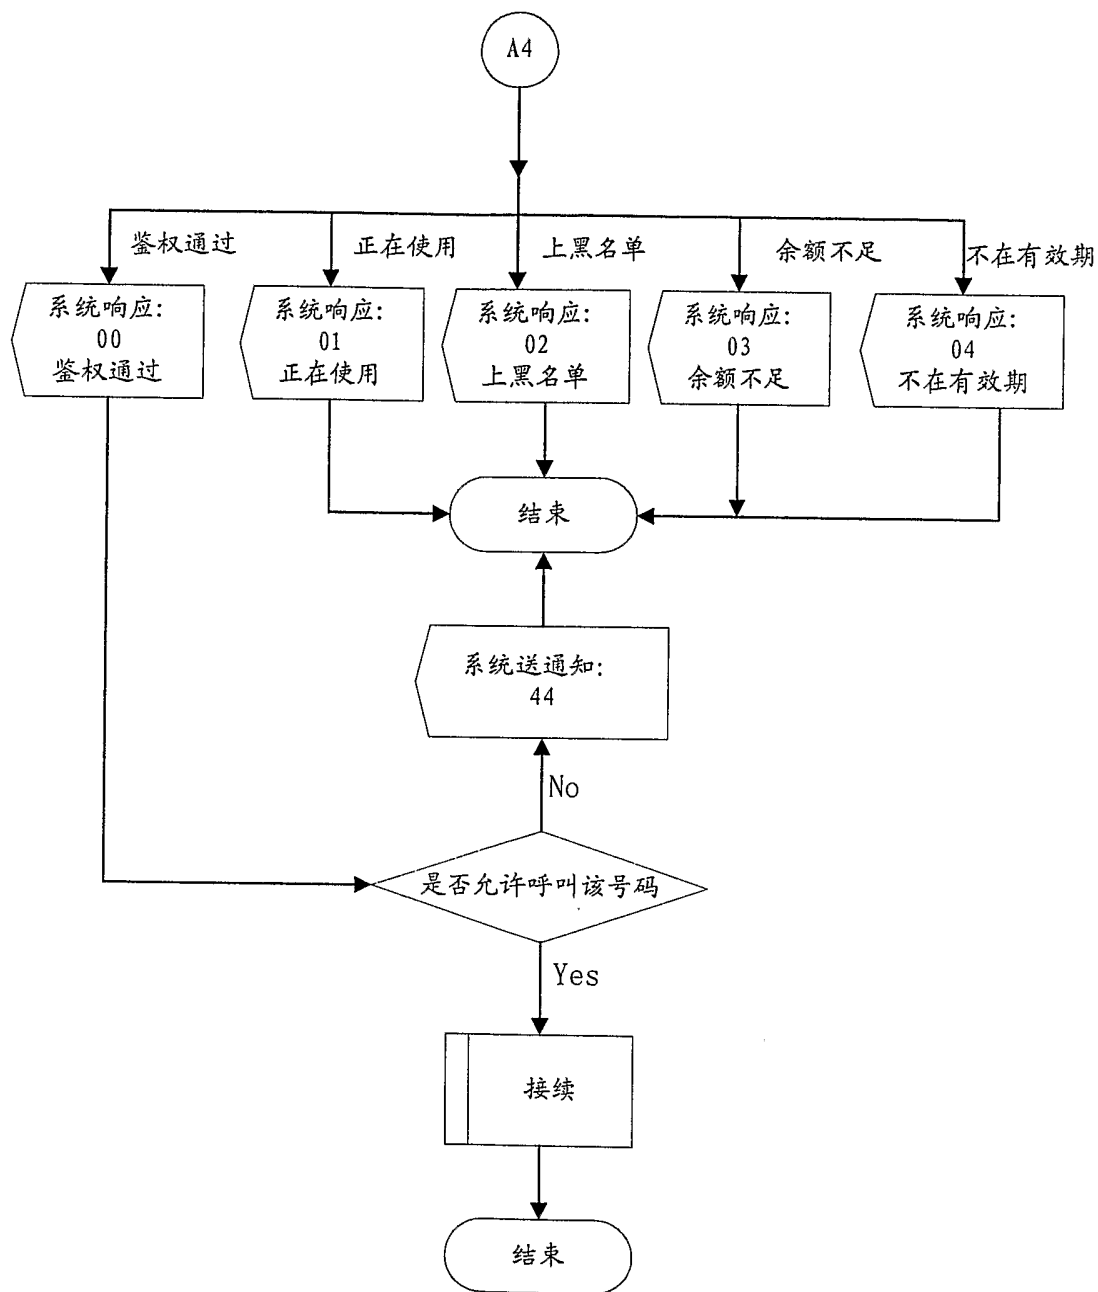 A4
鉴权通过
正在使用
上黑名单
余额不足
不在有效期
系统响应:
00
鉴权通过
系统响应:
01
正在使用
系统响应:
02
上黑名单
系统响应:
03
余额不足
系统响应:
04
不在有效期
结束
系统送通知:
44
No
是否允许呼叫该号码
Yes
接续
结束